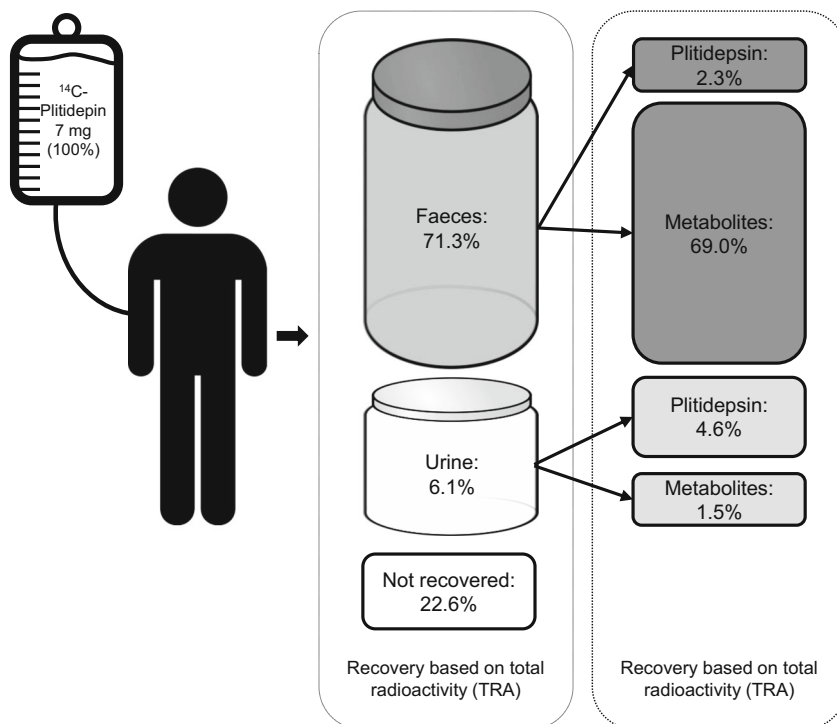 ¹⁴C-
Plitidepin
7 mg
(100%)
Faeces:
71.3%
Urine:
6.1%
Not recovered:
22.6%
Recovery based on total
radioactivity (TRA)
Plitidepsin:
2.3%
Metabolites:
69.0%
Plitidepsin:
4.6%
Metabolites:
1.5%
Recovery based on total
radioactivity (TRA)